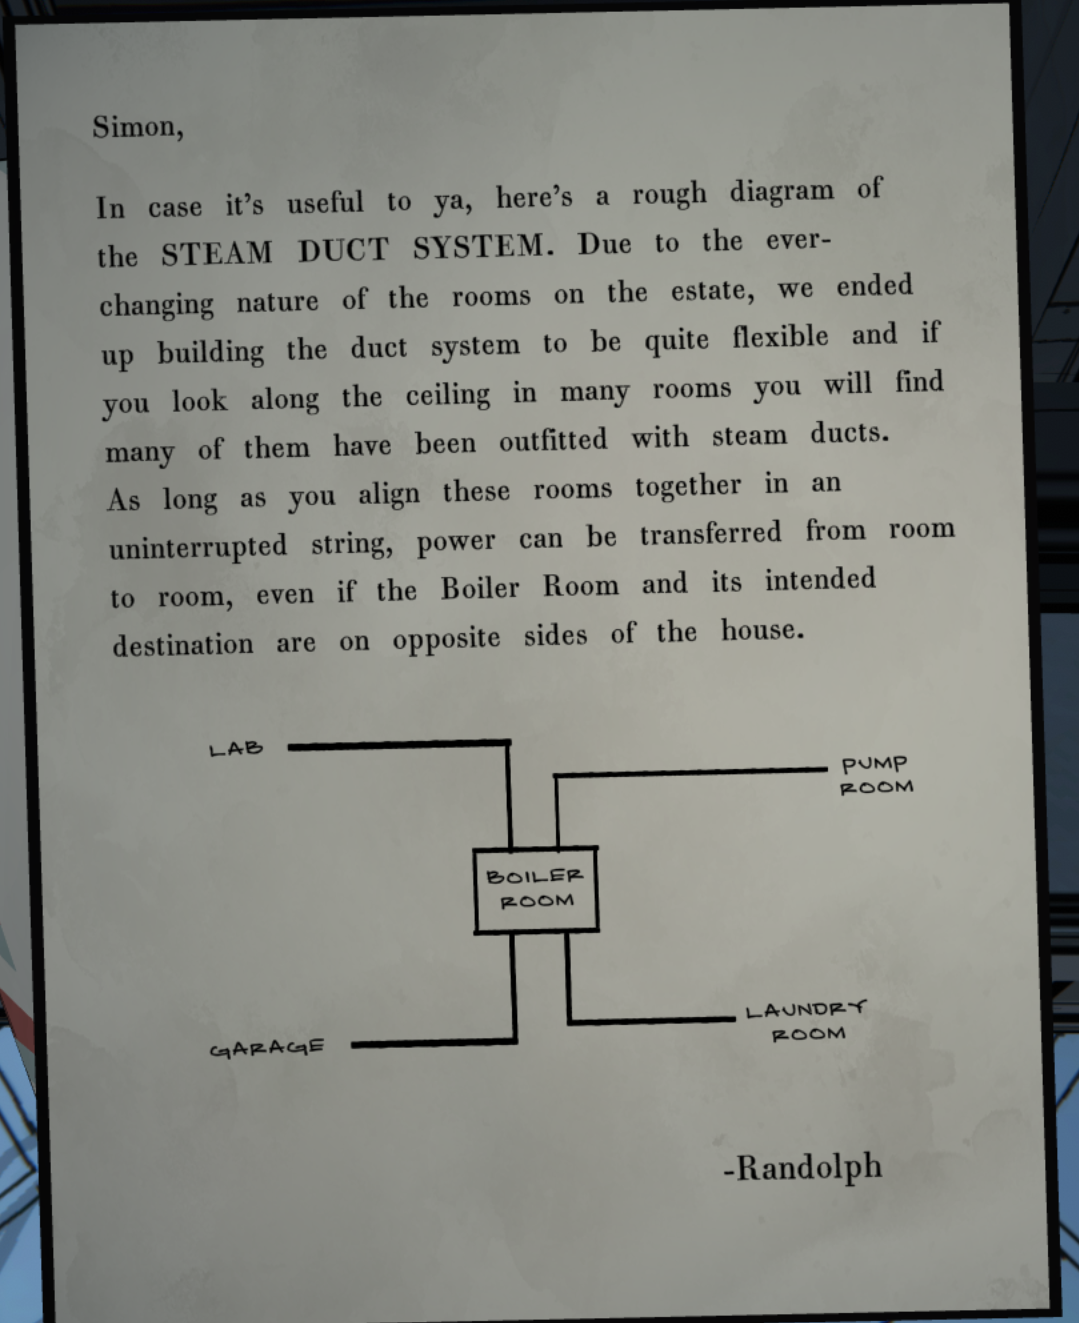 Simon,
In case it's useful to ya, here's a rough diagram of
the STEAM DUCT SYSTEM. Due to the ever-
changing nature of the rooms on the estate, we ended
up building the duct system to be quite flexible and if
you look along the ceiling in many rooms you will find
many of them have been outfitted with steam ducts.
As long as you align these rooms together in an
uninterrupted string, power can be transferred from room
to room, even if the Boiler Room and its intended
destination are on opposite sides of the house.
LAB
PUMP
ROOM
BOILER
ROOM
LAUNDRY
ROOM
GARAGE
-Randolph